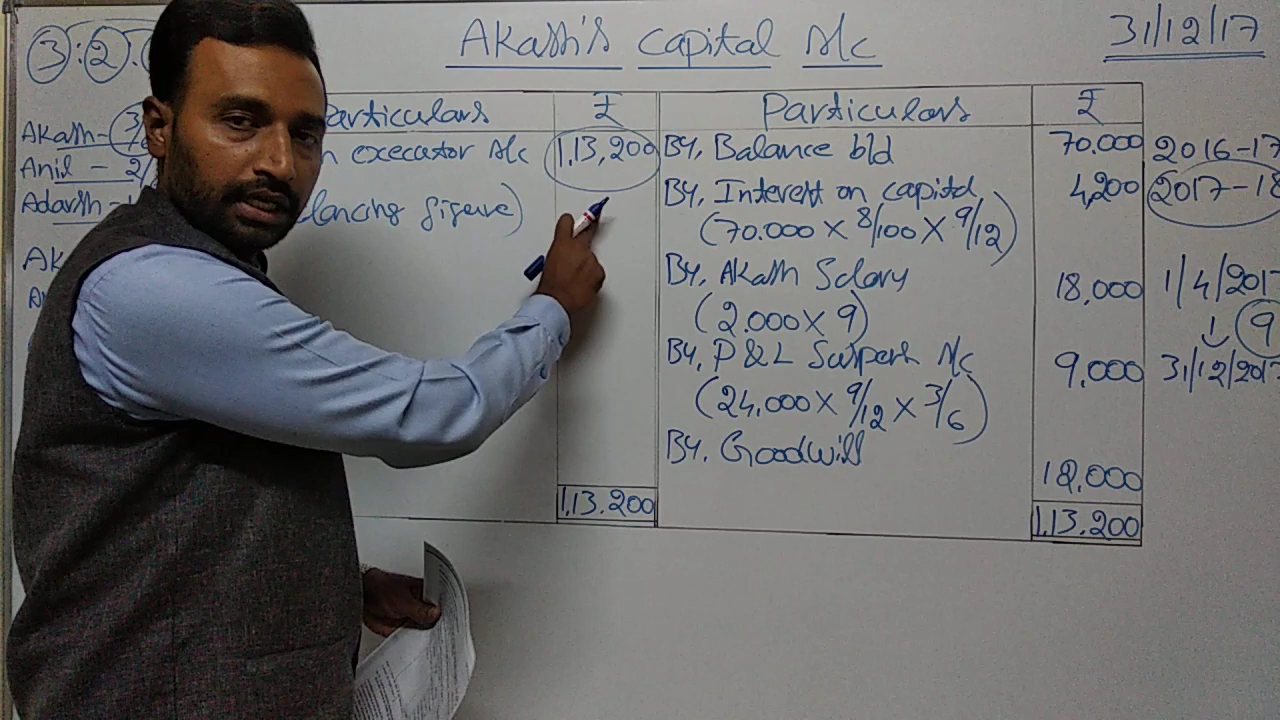 Akash's capital A/c
31/12/17
3:2:
Particulars ₹ Particulars ₹
executor A/c 1,13,200 By, Balance b/d 70.000 2016-17
Akash - 3/
Anil - 2/
By, Interest on capital 4,200 2017-18
Adarsh -
lancing figure)
(70.000 × 8/100 × 9/12)
AK
By, Akash Salary 18,000 1/4/2017
(2.000 × 9) 9
By, P & L Suspense A/c 9,000 31/12/2017
(24,000 × 9/12 × 3/6)
By. Goodwill
12,000
1,13.200 1,13.200